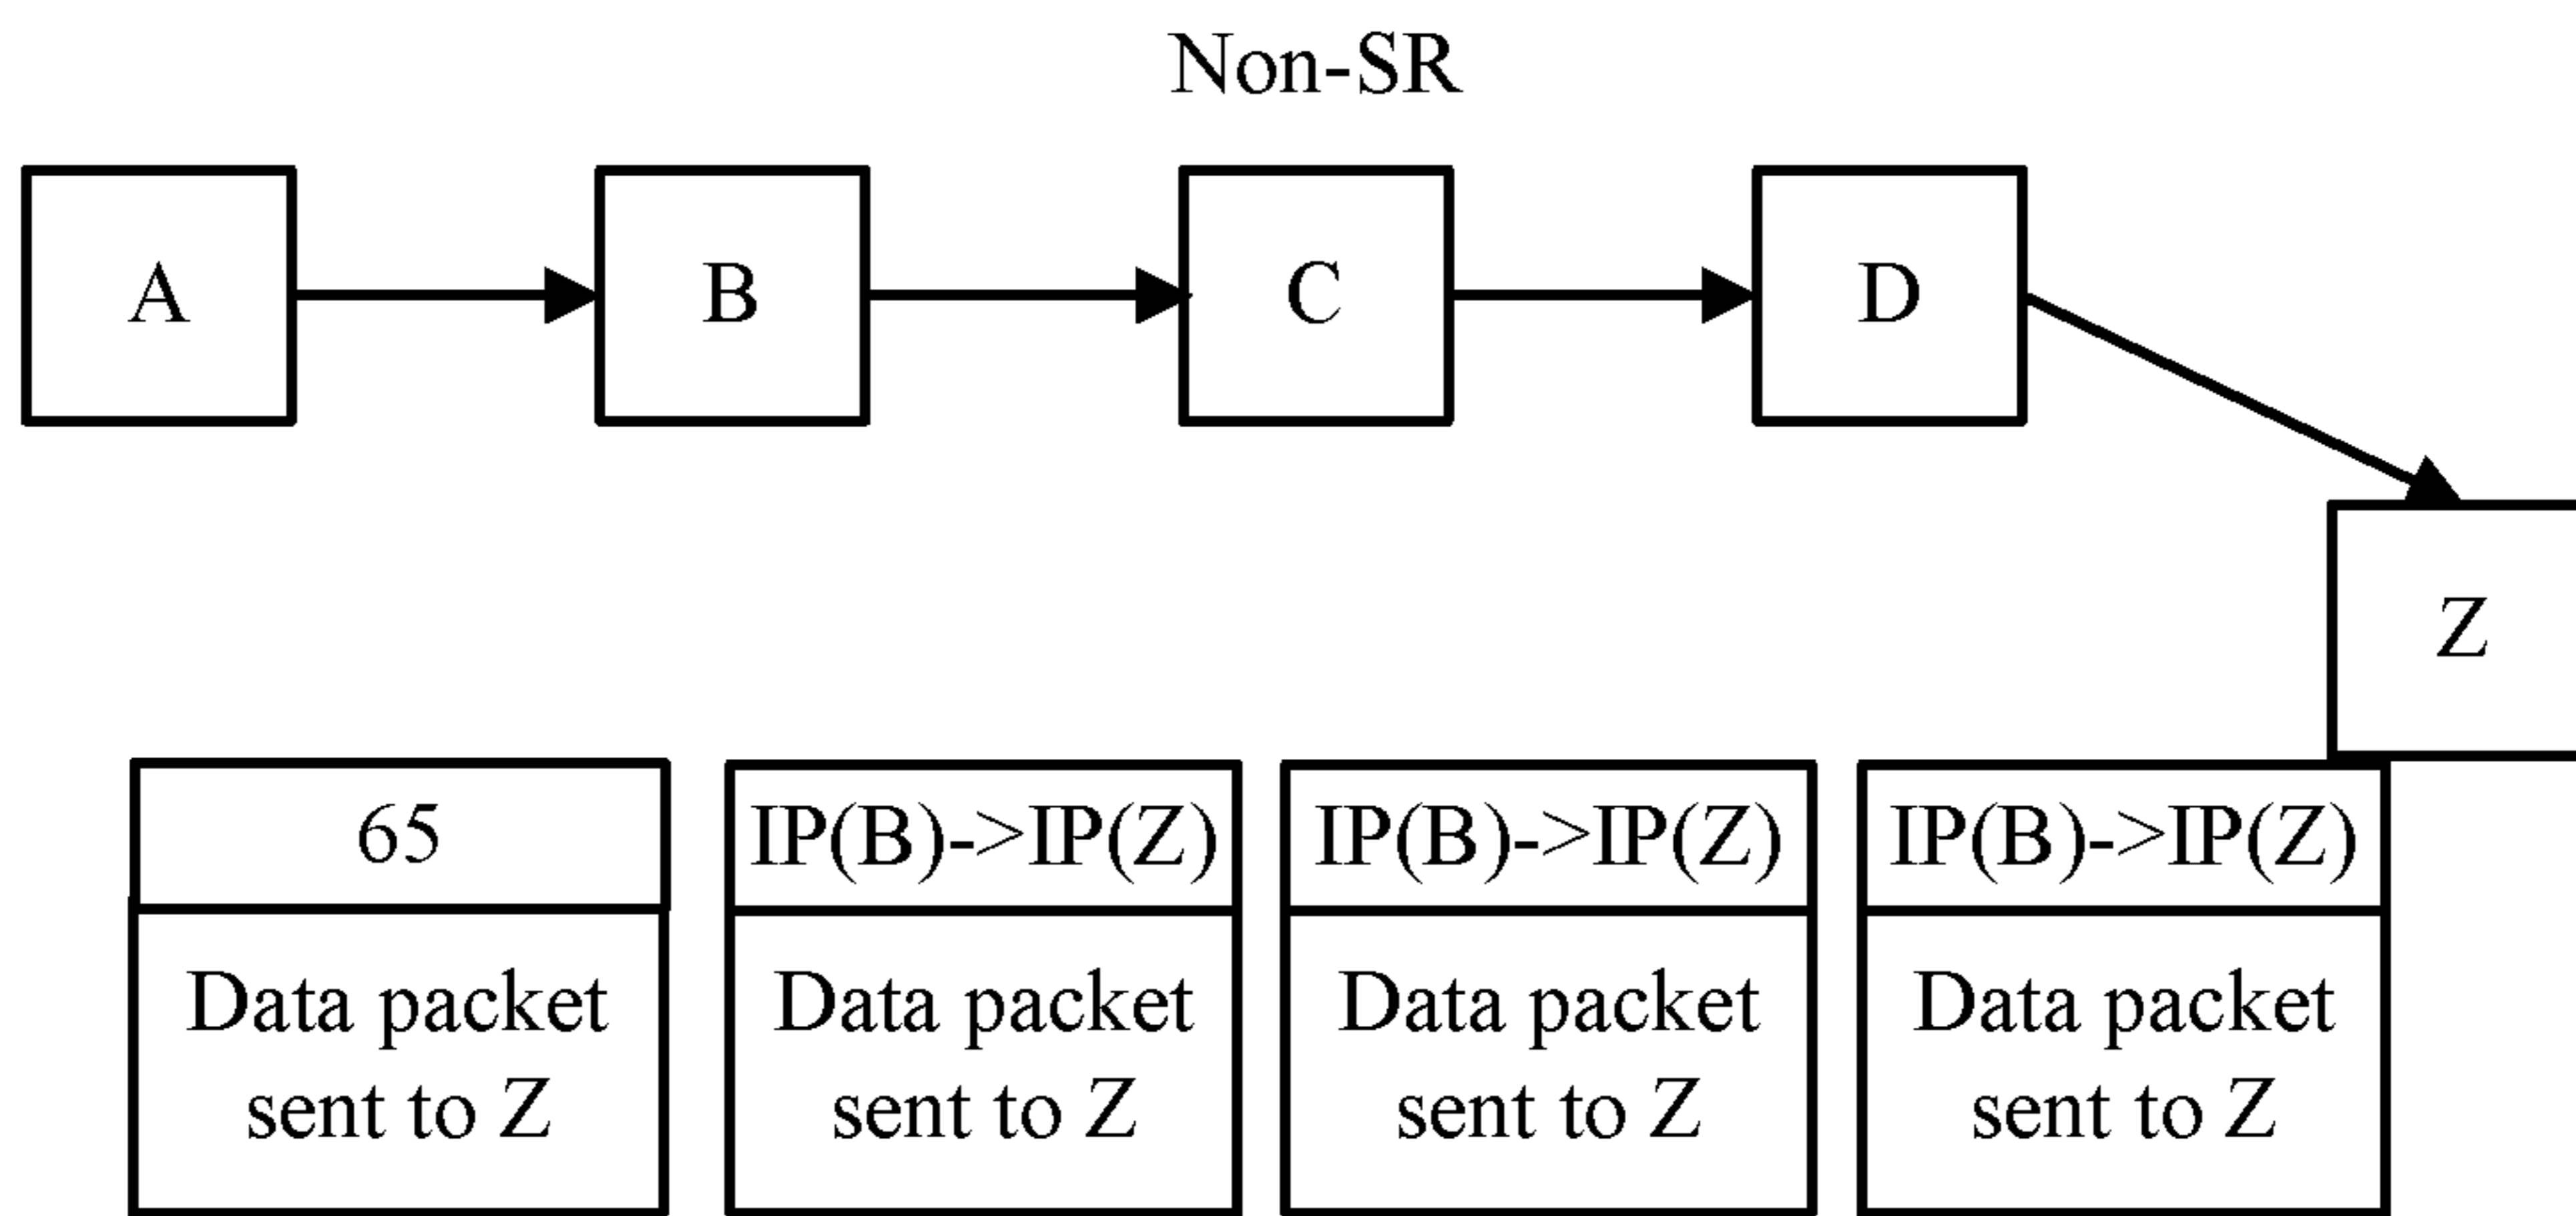 Non-SR
A
B
C
D
Z
65
IP(B)->IP(Z)
IP(B)->IP(Z)
IP(B)->IP(Z)
Data packet
sent to Z
Data packet
sent to Z
Data packet
sent to Z
Data packet
sent to Z